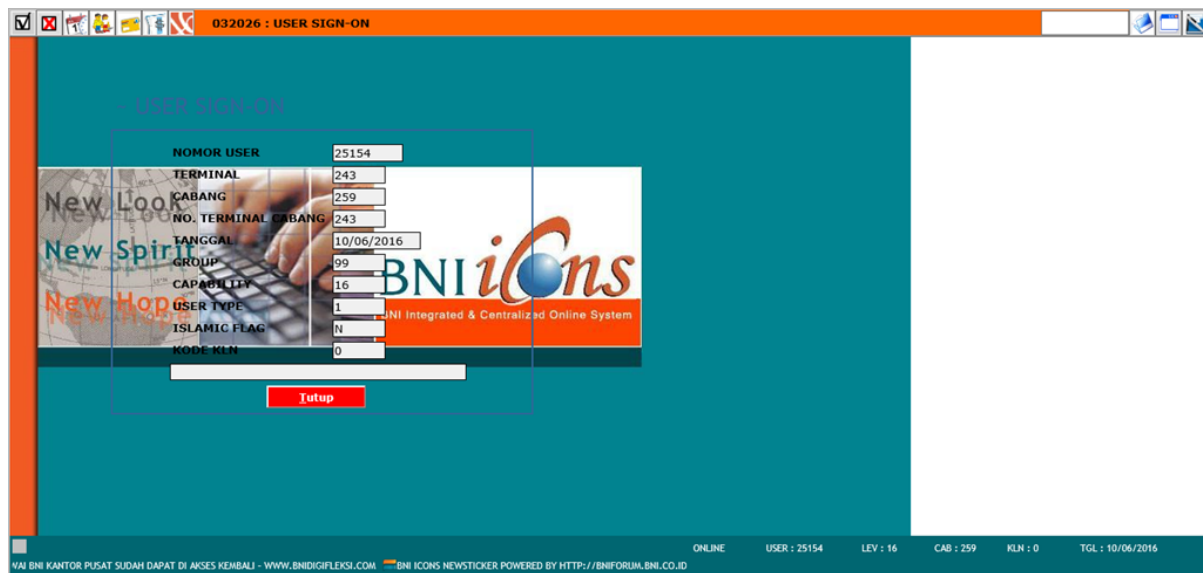 032026 : USER SIGN-ON
- USER SIGN-ON
NOMOR USER 25154
TERMINAL 243
CABANG 259
NO. TERMINAL CABANG 243
TANGGAL 10/06/2016
GROUP 99
CAPABILITY 16
USER TYPE 1
ISLAMIC FLAG N
KODE KLN 0
Tutup
New Look
New Spirit
New Hope
BNI icons
BNI Integrated & Centralized Online System
ONLINE USER : 25154 LEV : 16 CAB : 259 KLN : 0 TGL : 10/06/2016
BNI KANTOR PUSAT SUDAH DAPAT DI AKSES KEMBALI - WWW.BNIDIGIFLEKSI.COM BNI ICONS NEWSTICKER POWERED BY HTTP://BNIFORUM.BNI.CO.ID